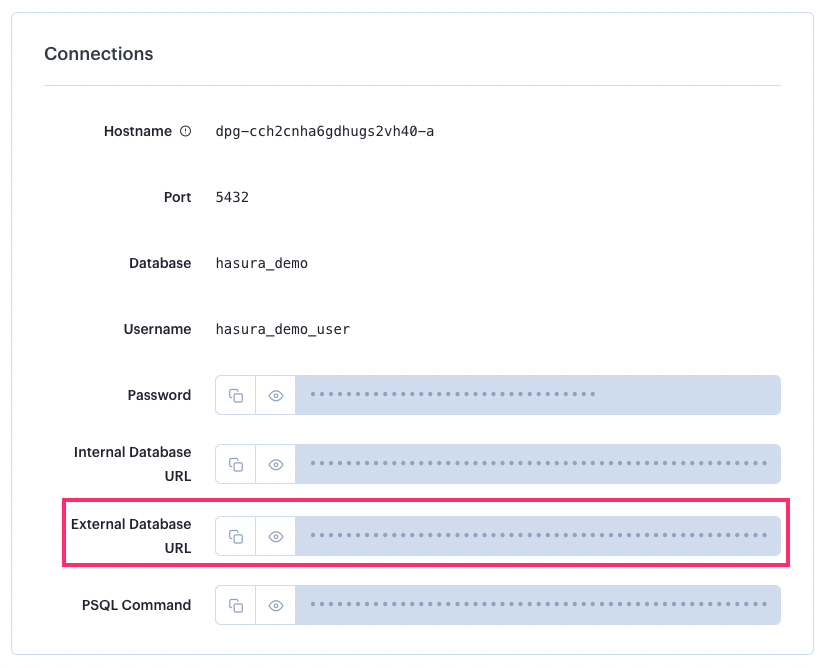 Connections
Hostname dpg-cch2cnha6gdhugs2vh40-a
Port 5432
Database hasura_demo
Username hasura_demo_user
Password ••••••••••••••••••••••••••••••••
Internal Database
URL •••••••••••••••••••••••••••••••••••••••••••••••••••
External Database
URL •••••••••••••••••••••••••••••••••••••••••••••••••••
PSQL Command •••••••••••••••••••••••••••••••••••••••••••••••••••